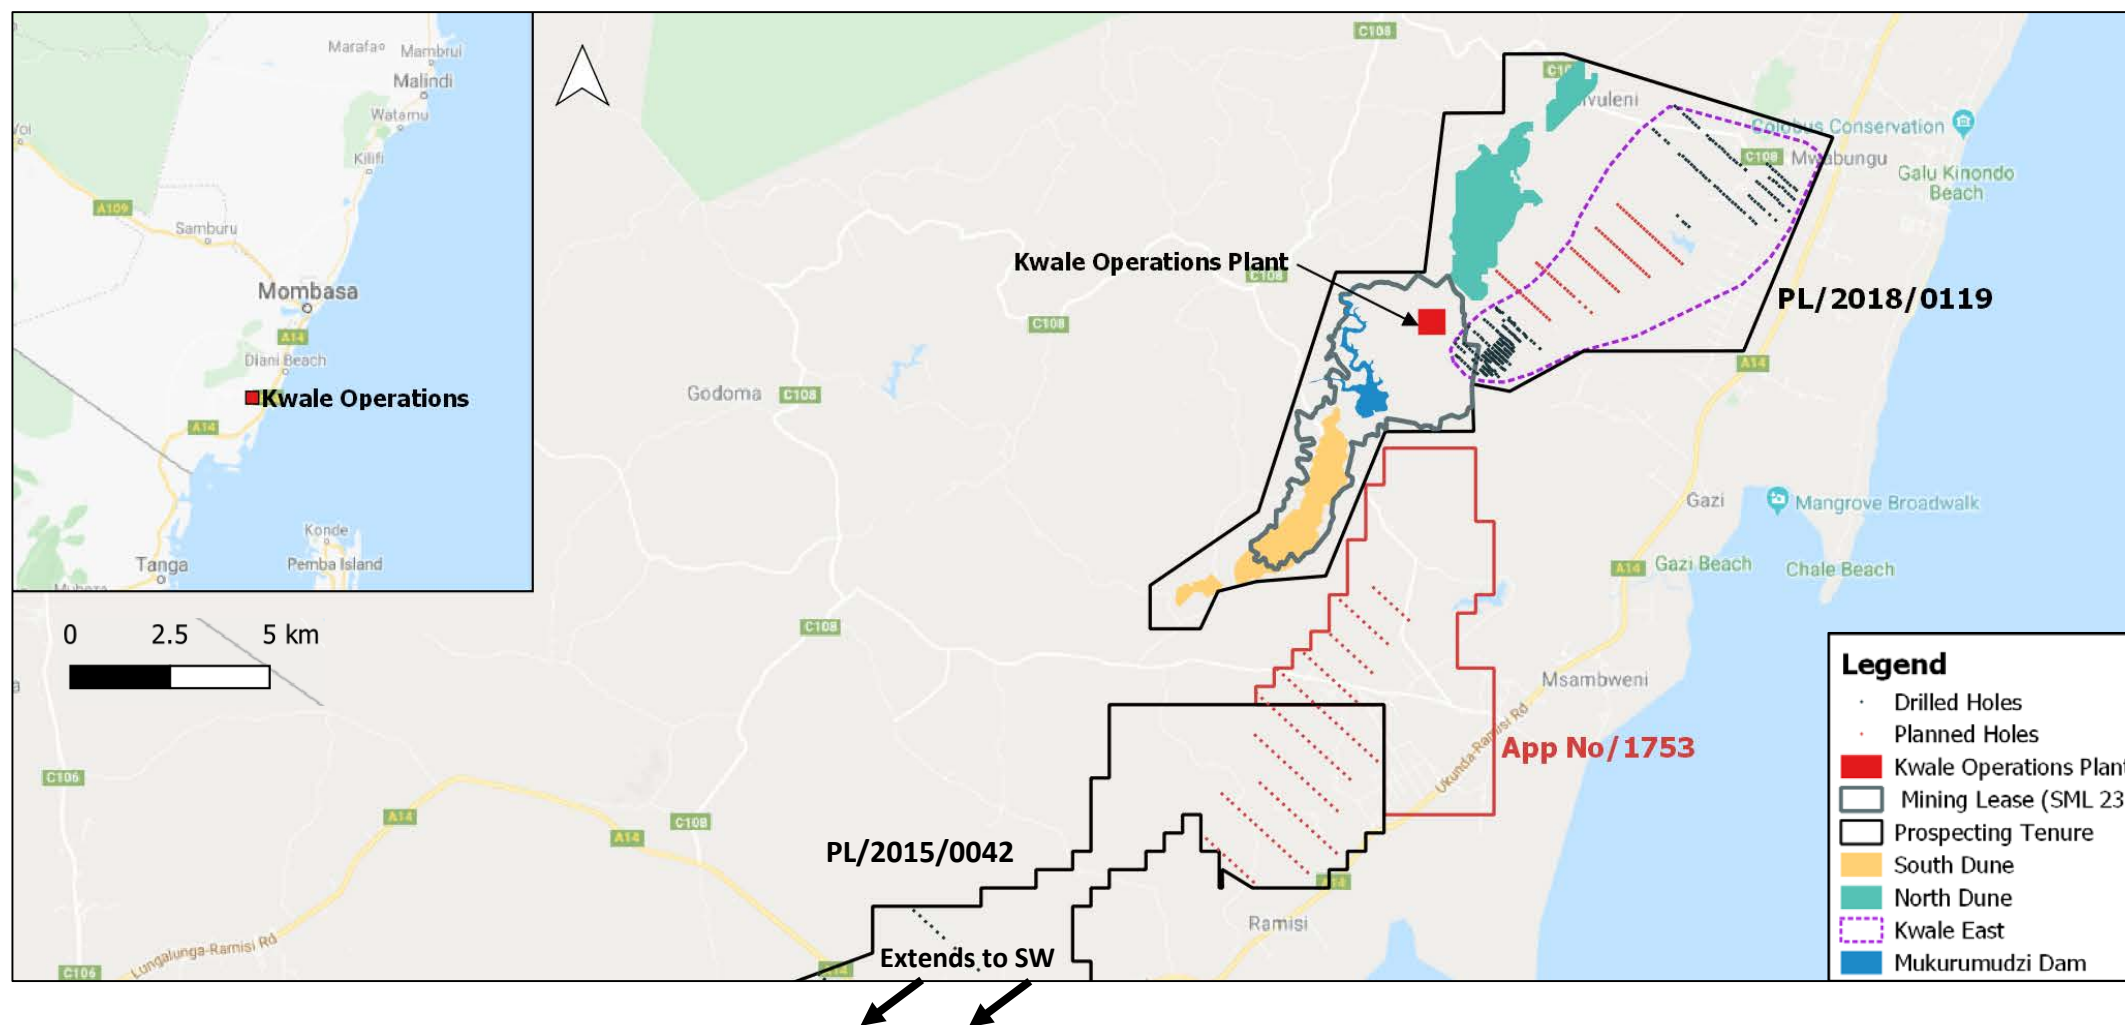 Marafa
Mambrui
Malindi
Watamu
Kilifi
Voi
A109
Samburu
Mombasa
A14
Diani Beach
Kwale Operations
A14
Konde
Tanga
Pemba Island
0 2.5 5 km
C108
Mwabungu
Colobus Conservation
C108
Galu Kinondo
Beach
Kwale Operations Plant
C108
C108
PL/2018/0119
A14
Godoma
C108
Gazi
Mangrove Broadwalk
A14
Gazi Beach
Chale Beach
C108
Msambweni
Ukunda-Ramisi Rd
App No/1753
C106
A14
C108
A14
PL/2015/0042
A14
Ramisi
Lungalunga-Ramisi Rd
C106
A14
Extends to SW
Legend
Drilled Holes
Planned Holes
Kwale Operations Plant
Mining Lease (SML 23
Prospecting Tenure
South Dune
North Dune
Kwale East
Mukurumudzi Dam